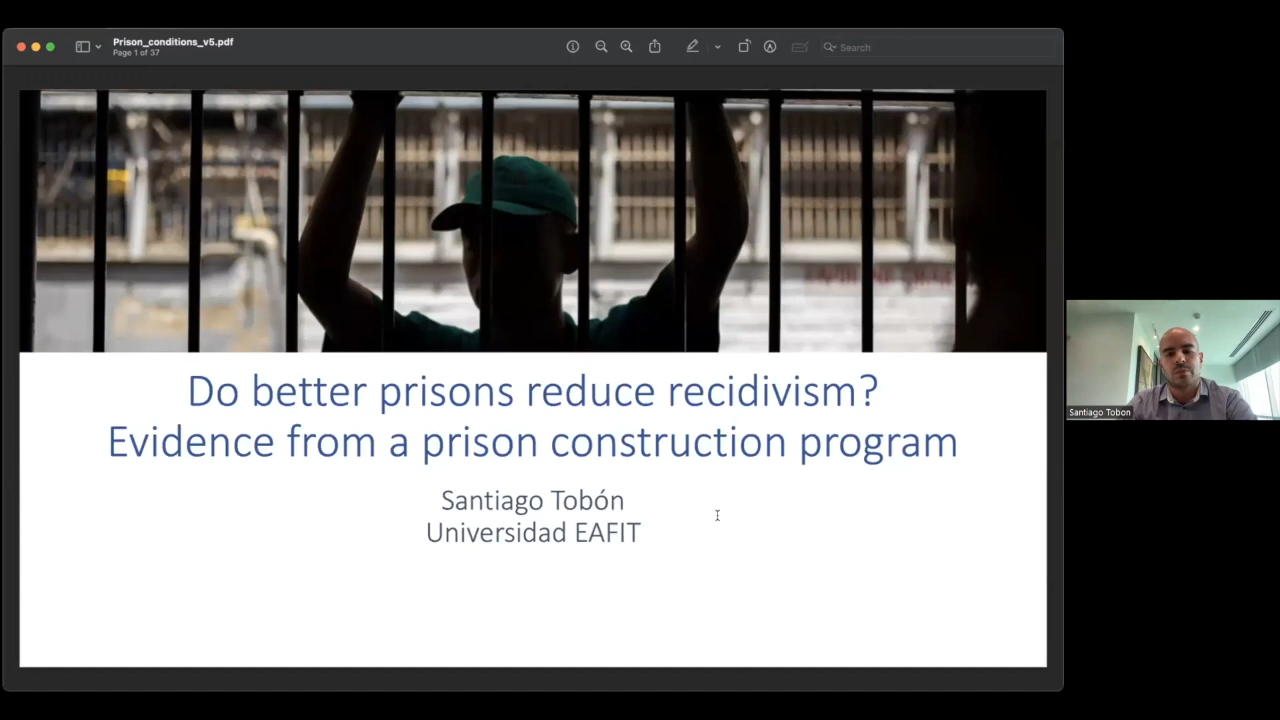 Prison_conditions_v5.pdf
Page 1 of 37
Search
Do better prisons reduce recidivism?
Evidence from a prison construction program
Santiago Tobón
Universidad EAFIT
Santiago Tobon